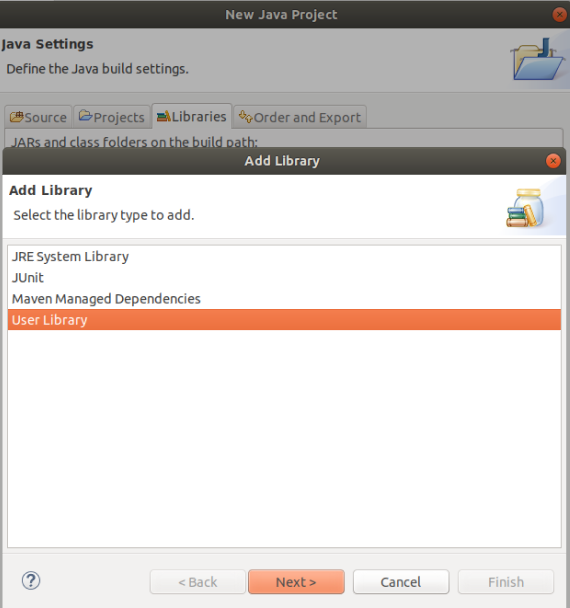 New Java Project
Java Settings
Define the Java build settings.
Source Projects Libraries Order and Export
JARs and class folders on the build path:
Add Library
Add Library
Select the library type to add.
JRE System Library
JUnit
Maven Managed Dependencies
User Library
? < Back Next > Cancel Finish